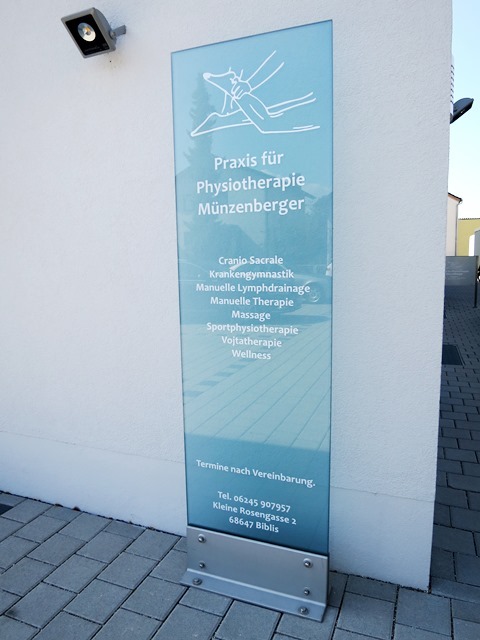 Praxis für
Physiotherapie
Münzenberger
Cranio Sacrale
Krankengymnastik
Manuelle Lymphdrainage
Manuelle Therapie
Massage
Sportphysiotherapie
Vojtatherapie
Wellness
Termine nach Vereinbarung.
Tel. 06245 907957
Kleine Rosengasse 2
68647 Biblis